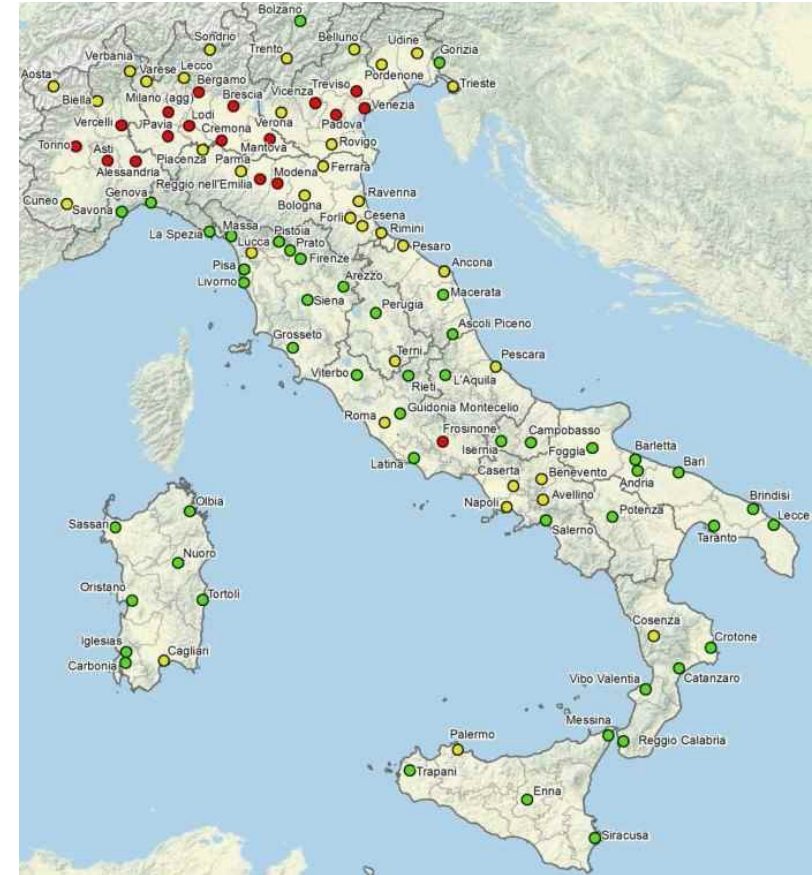 Bolzano
Sondrio
Belluno
Udine
Trento
Gorizia
Verbania
Aosta
Varese
Lecco
Bergamo
Treviso
Pordenone
Trieste
Biella
Milano (agg)
Brescia
Vicenza
Venezia
Vercelli
Pavia
Lodi
Verona
Padova
Cremona
Rovigo
Torino
Asti
Piacenza
Parma
Mantova
Alessandria
Modena
Ferrara
Reggio nell'Emilia
Cuneo
Genova
Savona
Bologna
Ravenna
Forlì
Cesena
Rimini
La Spezia
Massa
Pistoia
Lucca
Prato
Pesaro
Firenze
Pisa
Ancona
Livorno
Arezzo
Macerata
Siena
Perugia
Ascoli Piceno
Grosseto
Terni
Pescara
Viterbo
Rieti
L'Aquila
Roma
Guidonia Montecelio
Frosinone
Campobasso
Isernia
Foggia
Barletta
Latina
Bari
Caserta
Benevento
Andria
Avellino
Napoli
Brindisi
Olbia
Potenza
Lecce
Sassari
Salerno
Taranto
Nuoro
Oristano
Tortolì
Cosenza
Crotone
Iglesias
Cagliari
Carbonia
Vibo Valentia
Catanzaro
Messina
Palermo
Reggio Calabria
Trapani
Enna
Siracusa